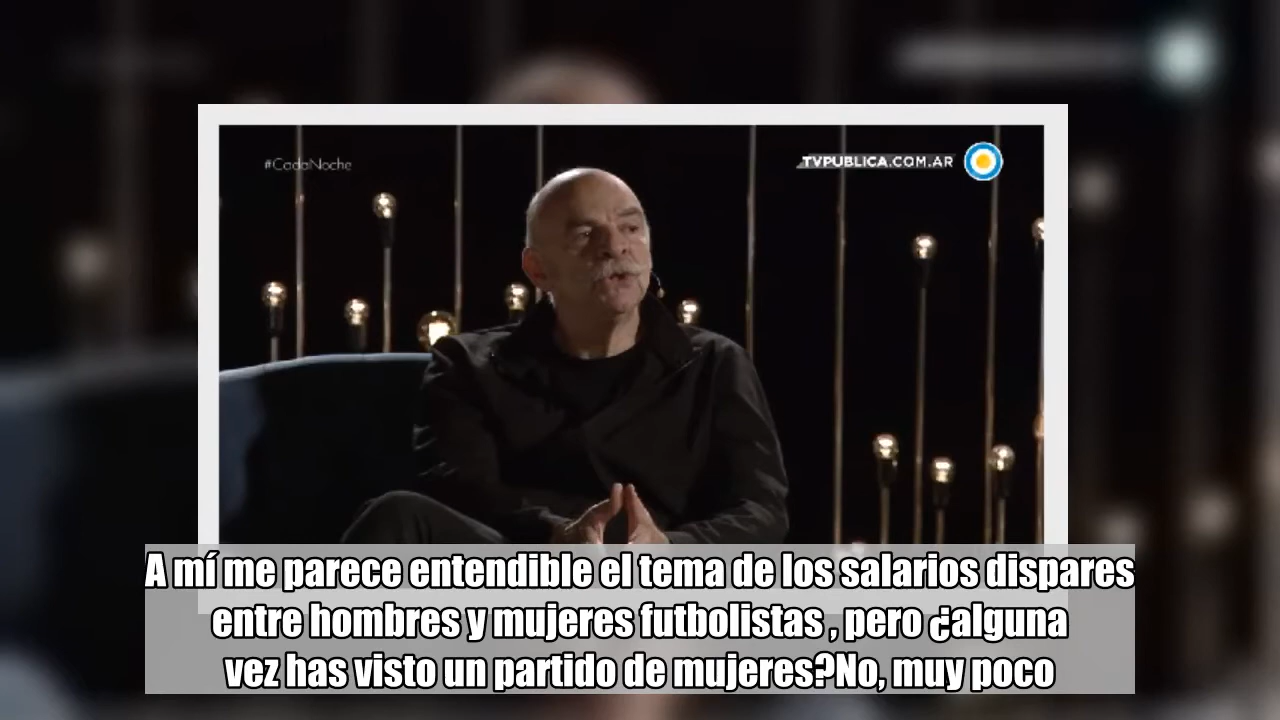 #CadaNoche
TVPUBLICA.COM.AR
A mí me parece entendible el tema de los salarios dispares
entre hombres y mujeres futbolistas , pero ¿alguna
vez has visto un partido de mujeres?No, muy poco